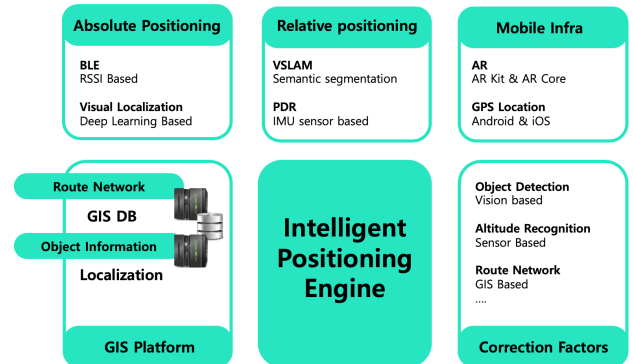 Absolute Positioning
BLE
RSSI Based
Visual Localization
Deep Learning Based
Relative positioning
VSLAM
Semantic segmentation
PDR
IMU sensor based
Mobile Infra
AR
AR Kit & AR Core
GPS Location
Android & iOS
Route Network
GIS DB
Object Information
Localization
GIS Platform
Intelligent
Positioning
Engine
Object Detection
Vision based
Altitude Recognition
Sensor Based
Route Network
GIS Based
....
Correction Factors